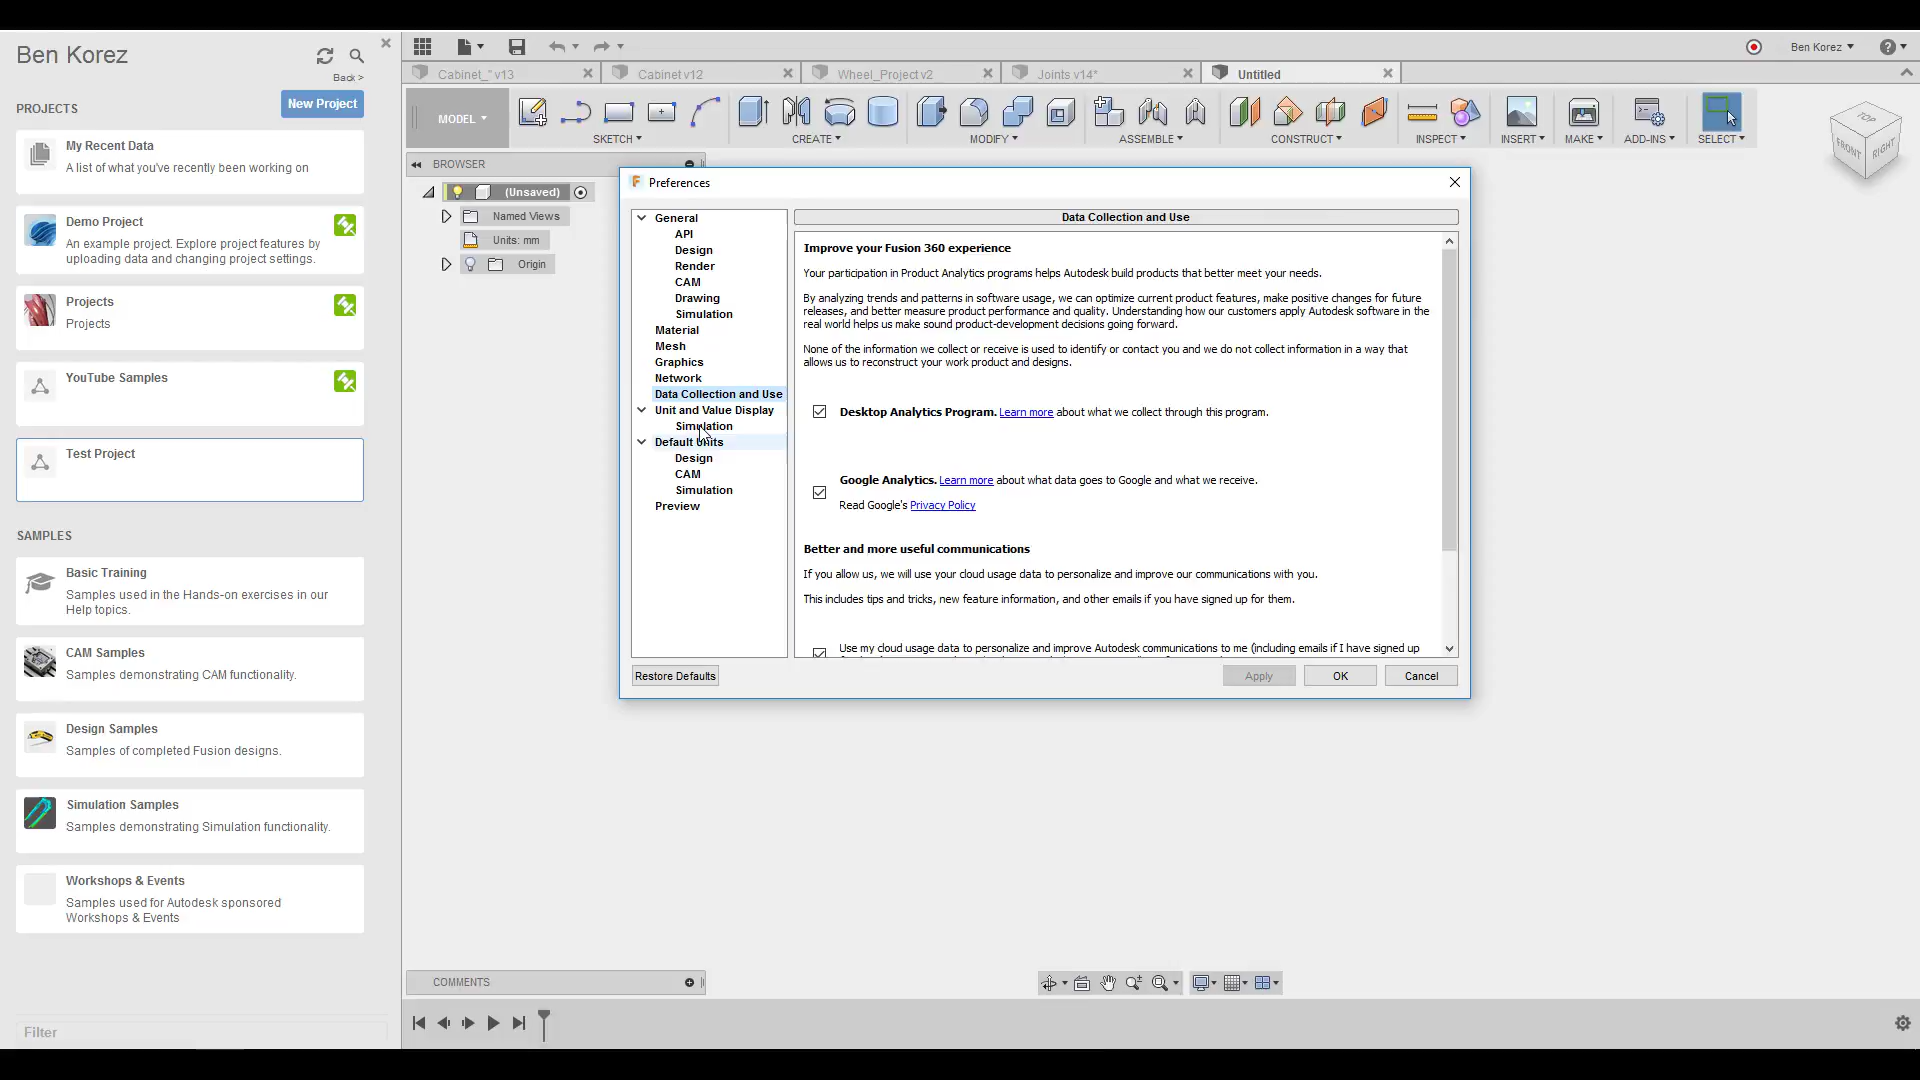 Ben Korez
Back >
PROJECTS
New Project
My Recent Data
A list of what you've recently been working on
Demo Project
An example project. Explore project features by
uploading data and changing project settings.
Projects
Projects
YouTube Samples
Test Project
SAMPLES
Basic Training
Samples used in the Hands-on exercises in our
Help topics.
CAM Samples
Samples demonstrating CAM functionality.
Design Samples
Samples of completed Fusion designs.
Simulation Samples
Samples demonstrating Simulation functionality.
Workshops & Events
Samples used for Autodesk sponsored
Workshops & Events
Filter
Ben Korez
Cabinet_" v13
Cabinet v12
Wheel_Project v2
Joints v14*
Untitled
MODEL
SKETCH
CREATE
MODIFY
ASSEMBLE
CONSTRUCT
INSPECT
INSERT
MAKE
ADD-INS
SELECT
TOP
FRONT
RIGHT
BROWSER
(Unsaved)
Named Views
Units: mm
Origin
Preferences
General
API
Design
Render
CAM
Drawing
Simulation
Material
Mesh
Graphics
Network
Data Collection and Use
Unit and Value Display
Simulation
Default Units
Design
CAM
Simulation
Preview
Data Collection and Use
Improve your Fusion 360 experience
Your participation in Product Analytics programs helps Autodesk build products that better meet your needs.
By analyzing trends and patterns in software usage, we can optimize current product features, make positive changes for future
releases, and better measure product performance and quality. Understanding how our customers apply Autodesk software in the
real world helps us make sound product-development decisions going forward.
None of the information we collect or receive is used to identify or contact you and we do not collect information in a way that
allows us to reconstruct your work product and designs.
Desktop Analytics Program. Learn more about what we collect through this program.
Google Analytics. Learn more about what data goes to Google and what we receive.
Read Google's Privacy Policy
Better and more useful communications
If you allow us, we will use your cloud usage data to personalize and improve our communications with you.
This includes tips and tricks, new feature information, and other emails if you have signed up for them.
Use my cloud usage data to personalize and improve Autodesk communications to me (including emails if I have signed up
Restore Defaults
Apply
OK
Cancel
COMMENTS